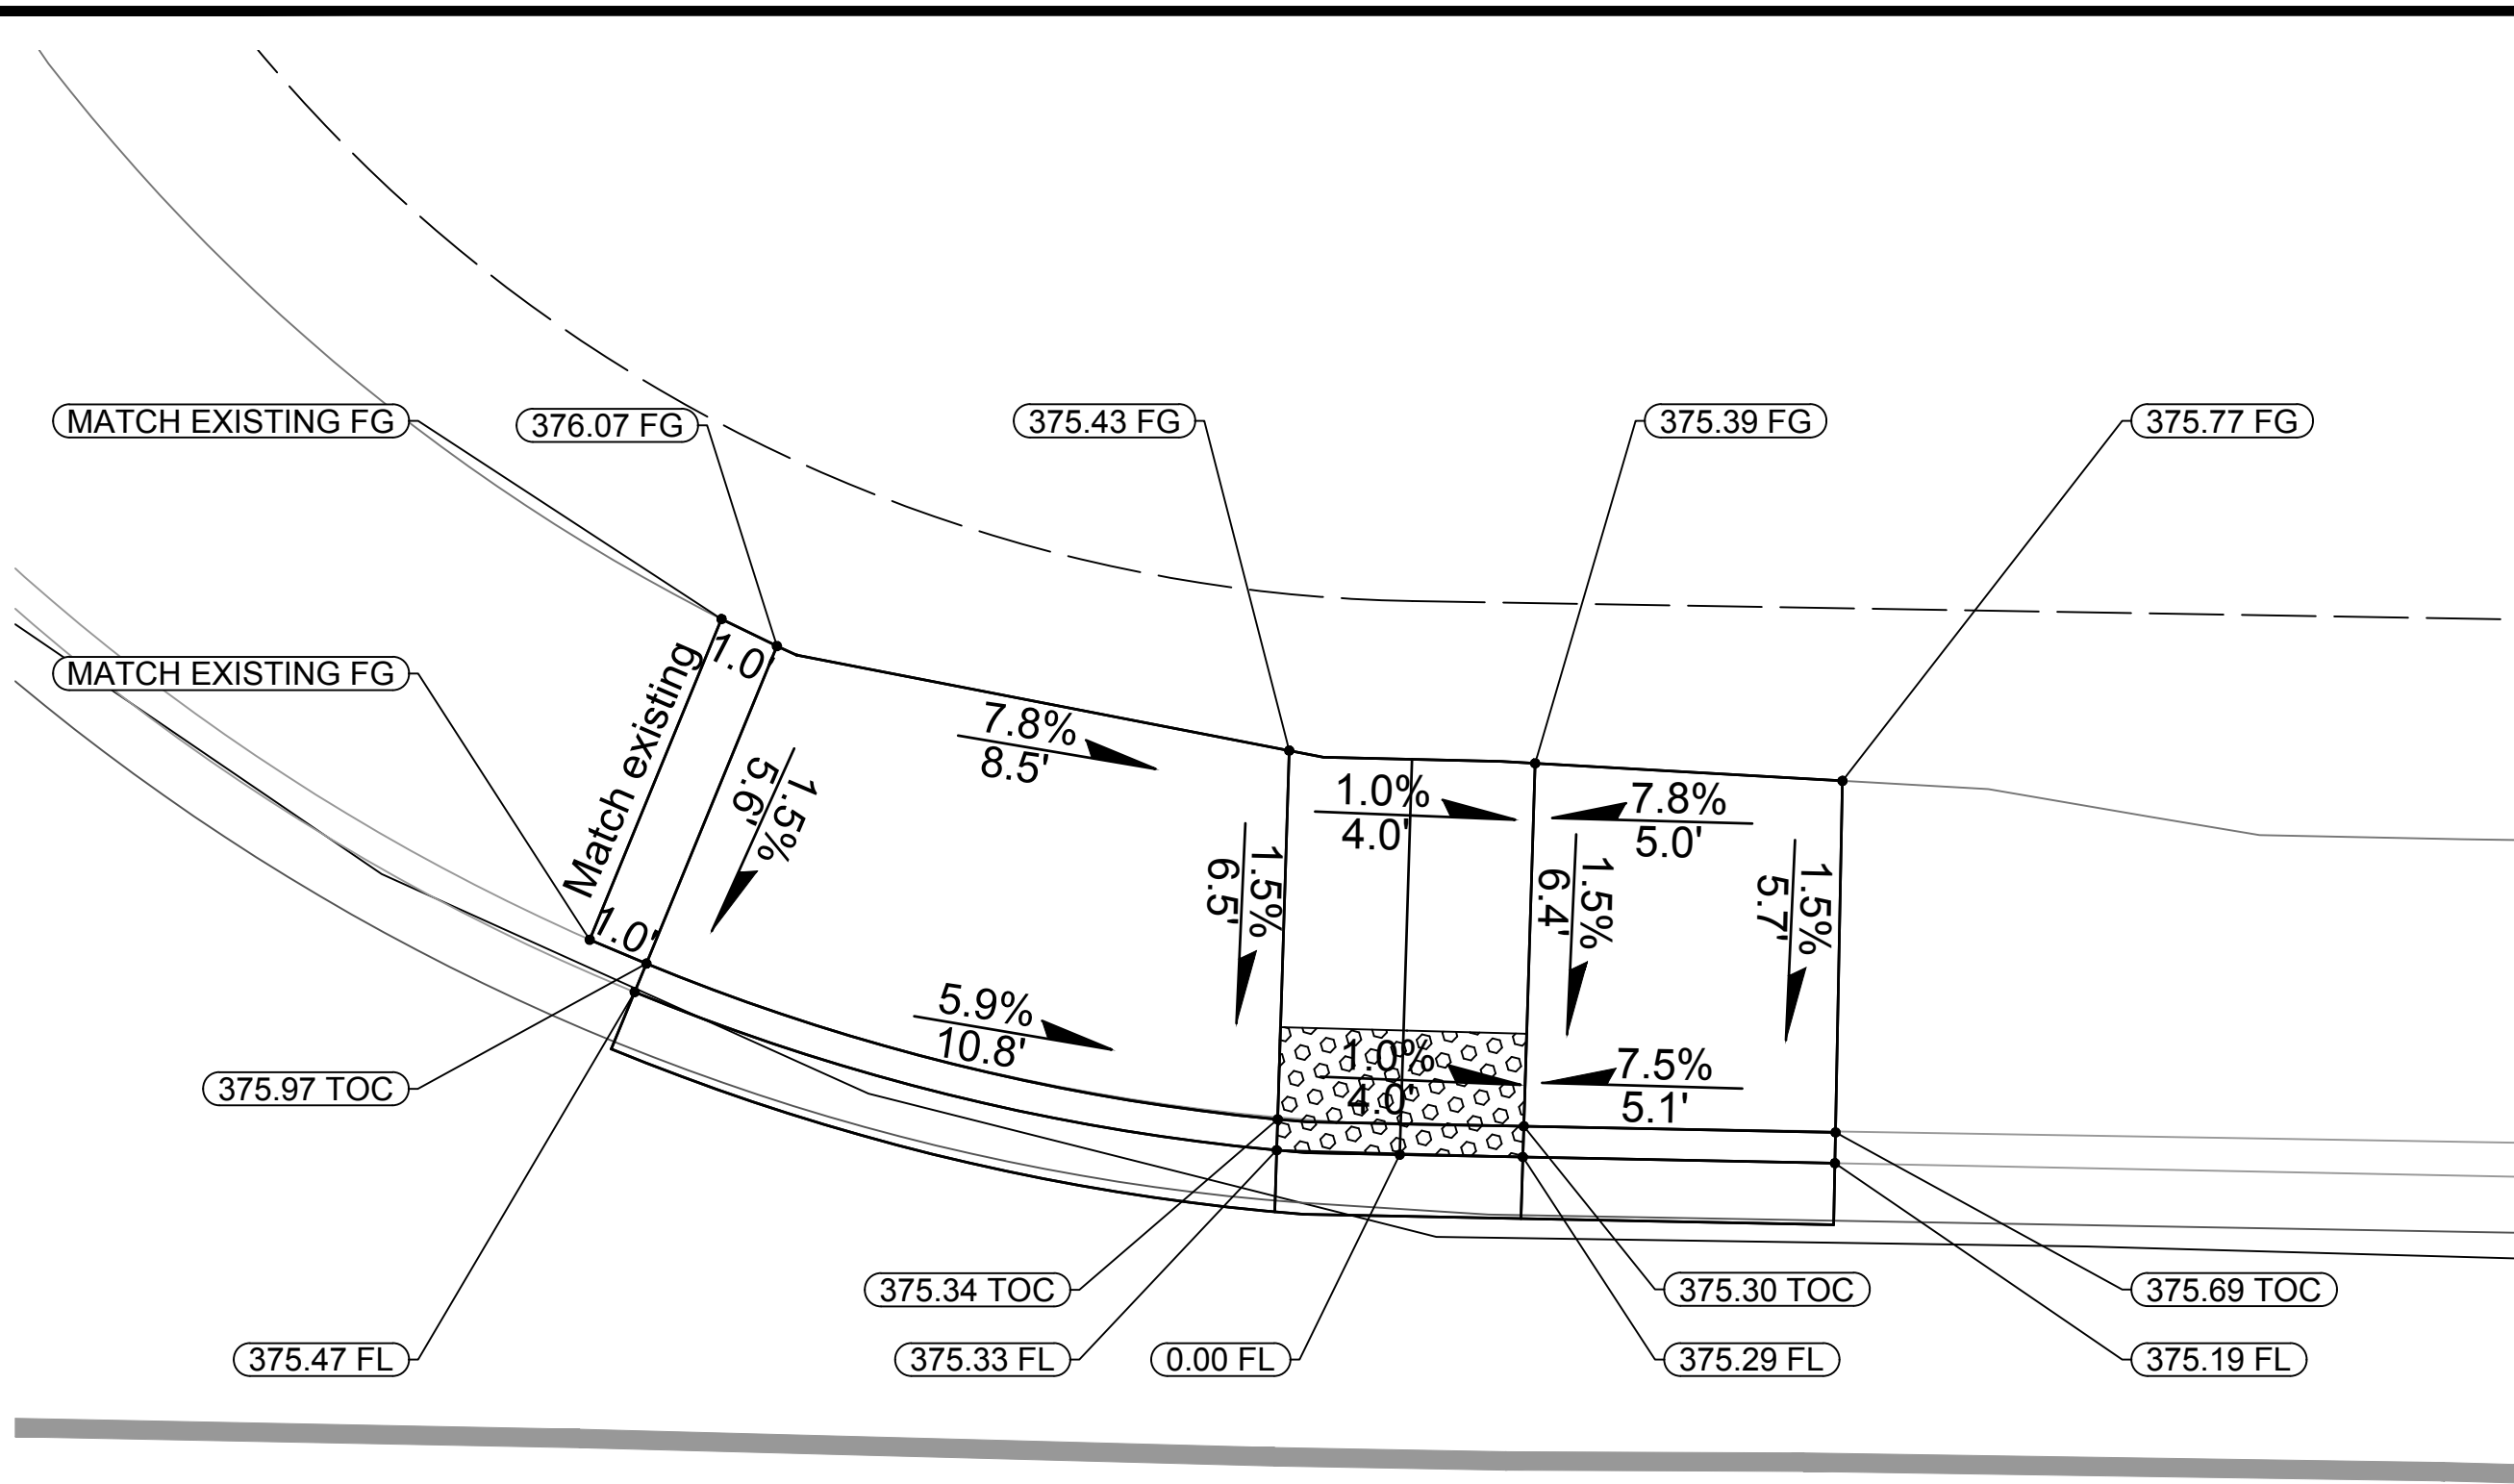 MATCH EXISTING FG
376.07 FG
375.43 FG
375.39 FG
375.77 FG
MATCH EXISTING FG
Match existing
1.0'
1.0'
1.5%
5.6'
7.8%
8.5'
1.5%
6.5'
1.0%
4.0'
7.8%
5.0'
1.5%
6.4'
1.5%
5.7'
5.9%
10.8'
1.0%
4.0'
7.5%
5.1'
375.97 TOC
375.34 TOC
375.30 TOC
375.69 TOC
375.47 FL
375.33 FL
0.00 FL
375.29 FL
375.19 FL